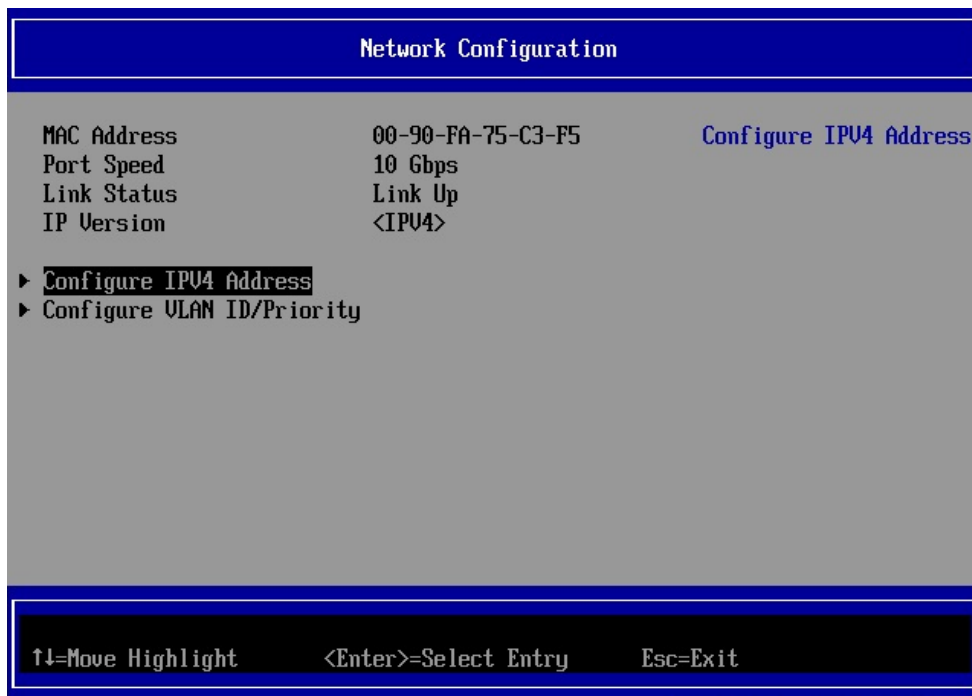 Network Configuration
MAC Address 00-90-FA-75-C3-F5 Configure IPV4 Address
Port Speed 10 Gbps
Link Status Link Up
IP Version <IPV4>
Configure IPV4 Address
Configure VLAN ID/Priority
↑↓=Move Highlight <Enter>=Select Entry Esc=Exit